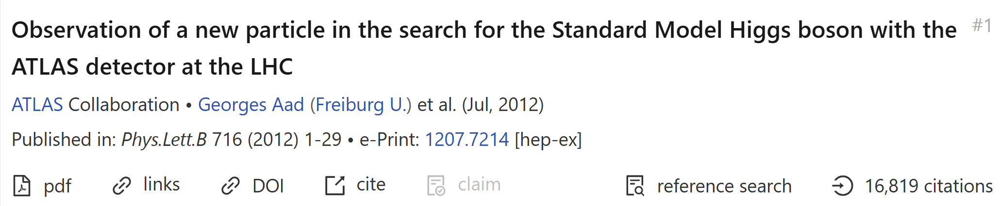 Observation of a new particle in the search for the Standard Model Higgs boson with the #1
ATLAS detector at the LHC
ATLAS Collaboration • Georges Aad (Freiburg U.) et al. (Jul, 2012)
Published in: Phys.Lett.B 716 (2012) 1-29 • e-Print: 1207.7214 [hep-ex]
pdf links DOI cite claim reference search 16,819 citations